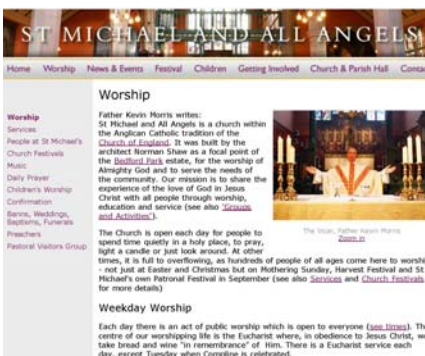 ST MICHAEL AND ALL ANGELS
Home Worship News & Events Festival Children Getting Involved Church & Parish Hall Conta
Worship
Services
People at St Michael's
Church Festivels
Music
Daily Prayer
Children's Worship
Confirmation
Banns, Weddings,
Baptisms, Funerals
Preachers
Pastoral Visitors Group
Worship
Father Kevin Morris writes:
St Michael and All Angels is a church within
the Anglican Catholic tradition of the
Church of England. It was built by the
architect Norman Shaw as a focal point of
the Bedford Park estate, for the worship of
Almighty God and to serve the needs of
the community. Our mission is to share the
experience of the love of God in Jesus
Christ with all people through worship,
education and service (see also "Groups
and Activities").
The Vicar, Father Kevin Morris
Zoom in
The Church is open each day for people to
spend time quietly in a holy place, to pray,
light a candle or just look around. At other
times, it is full to overflowing, as hundreds of people of all ages come here to worshi
- not just at Easter and Christmas but on Mothering Sunday, Harvest Festival and St
Michael's own Patronal Festival in September (see also Services and Church Festivals
for more details)
Weekday Worship
Each day there is an act of public worship which is open to everyone (see times). Th
centre of our worshipping life is the Eucharist where, in obedience to Jesus Christ, w
take bread and wine "in remembrance" of Him. There is a Eucharist service each
day, except Tuesday when Compline is celebrated.